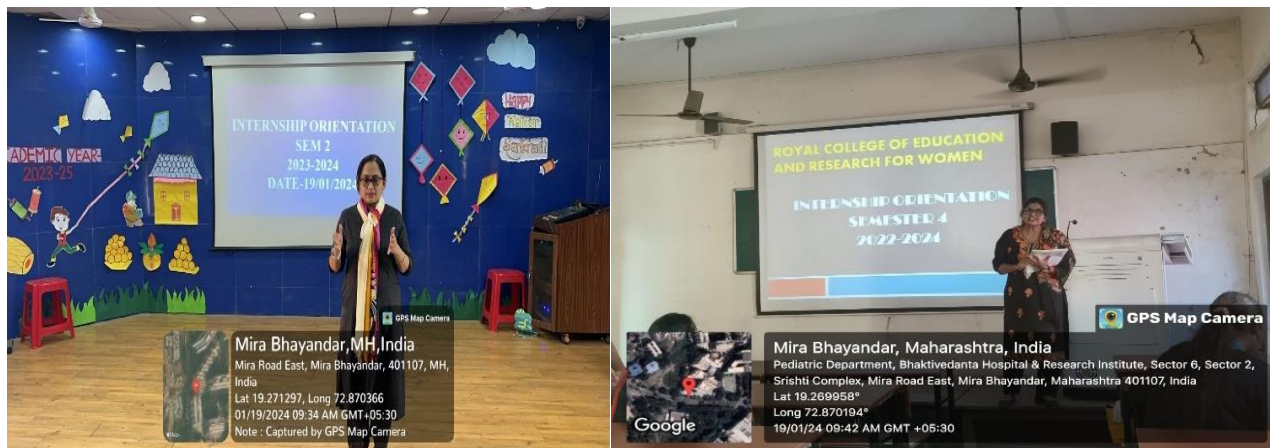 INTERNSHIP ORIENTATION
SEM 2
2023-2024
DATE-19/01/2024
ADEMIC YEAR-
2023-25
HAPPY
Makar
Sankranti
GPS Map Camera
Mira Bhayandar,MH,India
Mira Road East, Mira Bhayandar, 401107, MH,
India
Lat 19.271297, Long 72.870366
01/19/2024 09:34 AM GMT+05:30
Note : Captured by GPS Map Camera
ROYAL COLLEGE OF EDUCATION
AND RESEARCH FOR WOMEN
INTERNSHIP ORIENTATION
SEMESTER 4
2022-2024
GPS Map Camera
Mira Bhayandar, Maharashtra, India
Pediatric Department, Bhaktivedanta Hospital & Research Institute, Sector 6, Sector 2,
Srishti Complex, Mira Road East, Mira Bhayandar, Maharashtra 401107, India
Lat 19.269958°
Long 72.870194°
19/01/24 09:42 AM GMT +05:30
Google